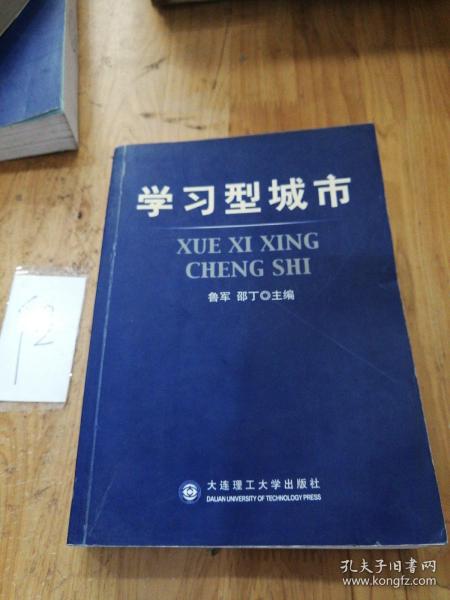 学习型城市
XUE XI XING
CHENG SHI
鲁军 邵丁◎主编
大连理工大学出版社
DALIAN UNIVERSITY OF TECHNOLOGY PRESS
孔夫子旧书网
www.kongfz.com